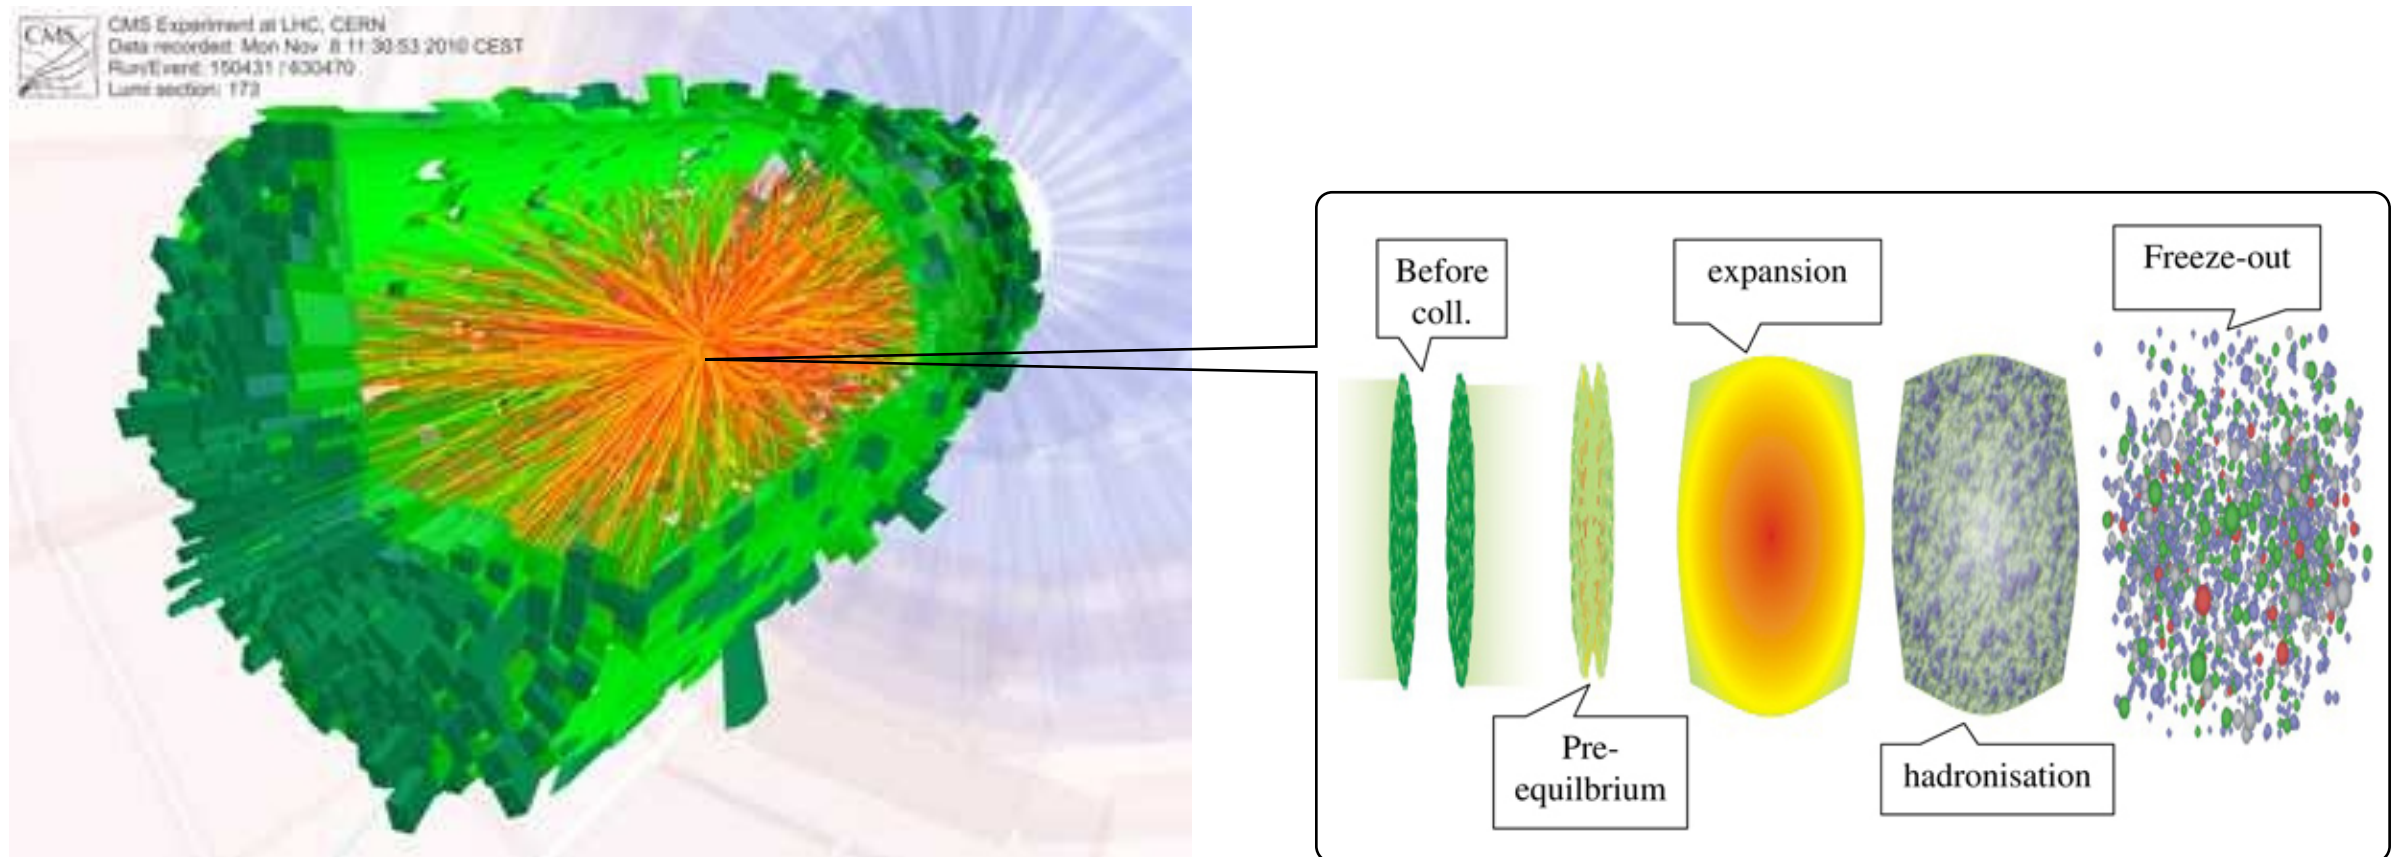 CMS
CMS Experiment at LHC, CERN
Data recorded: Mon Nov 8 11:30:53 2010 CEST
Run/Event: 150431 / 630470
Lumi section: 173
Before
coll.
expansion
Freeze-out
Pre-
equilbrium
hadronisation